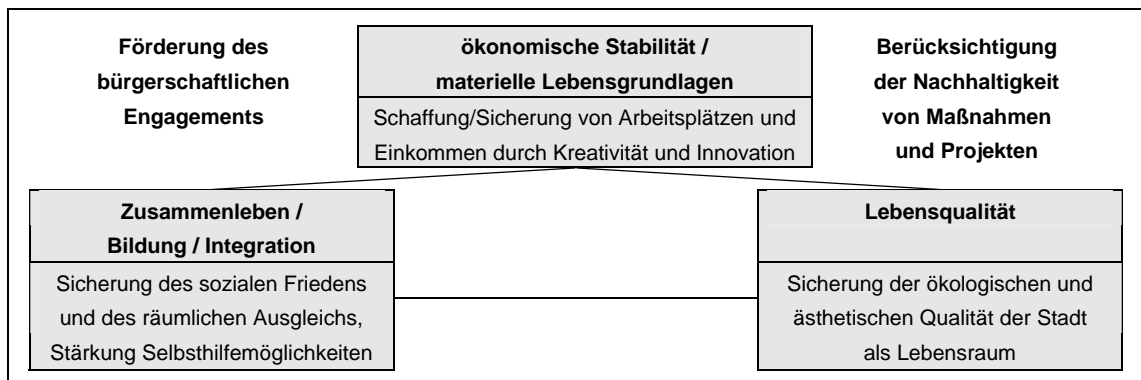 Förderung des
bürgerschaftlichen
Engagements
ökonomische Stabilität /
materielle Lebensgrundlagen
Schaffung/Sicherung von Arbeitsplätzen und
Einkommen durch Kreativität und Innovation
Berücksichtigung
der Nachhaltigkeit
von Maßnahmen
und Projekten
Zusammenleben /
Bildung / Integration
Sicherung des sozialen Friedens
und des räumlichen Ausgleichs,
Stärkung Selbsthilfemöglichkeiten
Lebensqualität
Sicherung der ökologischen und
ästhetischen Qualität der Stadt
als Lebensraum